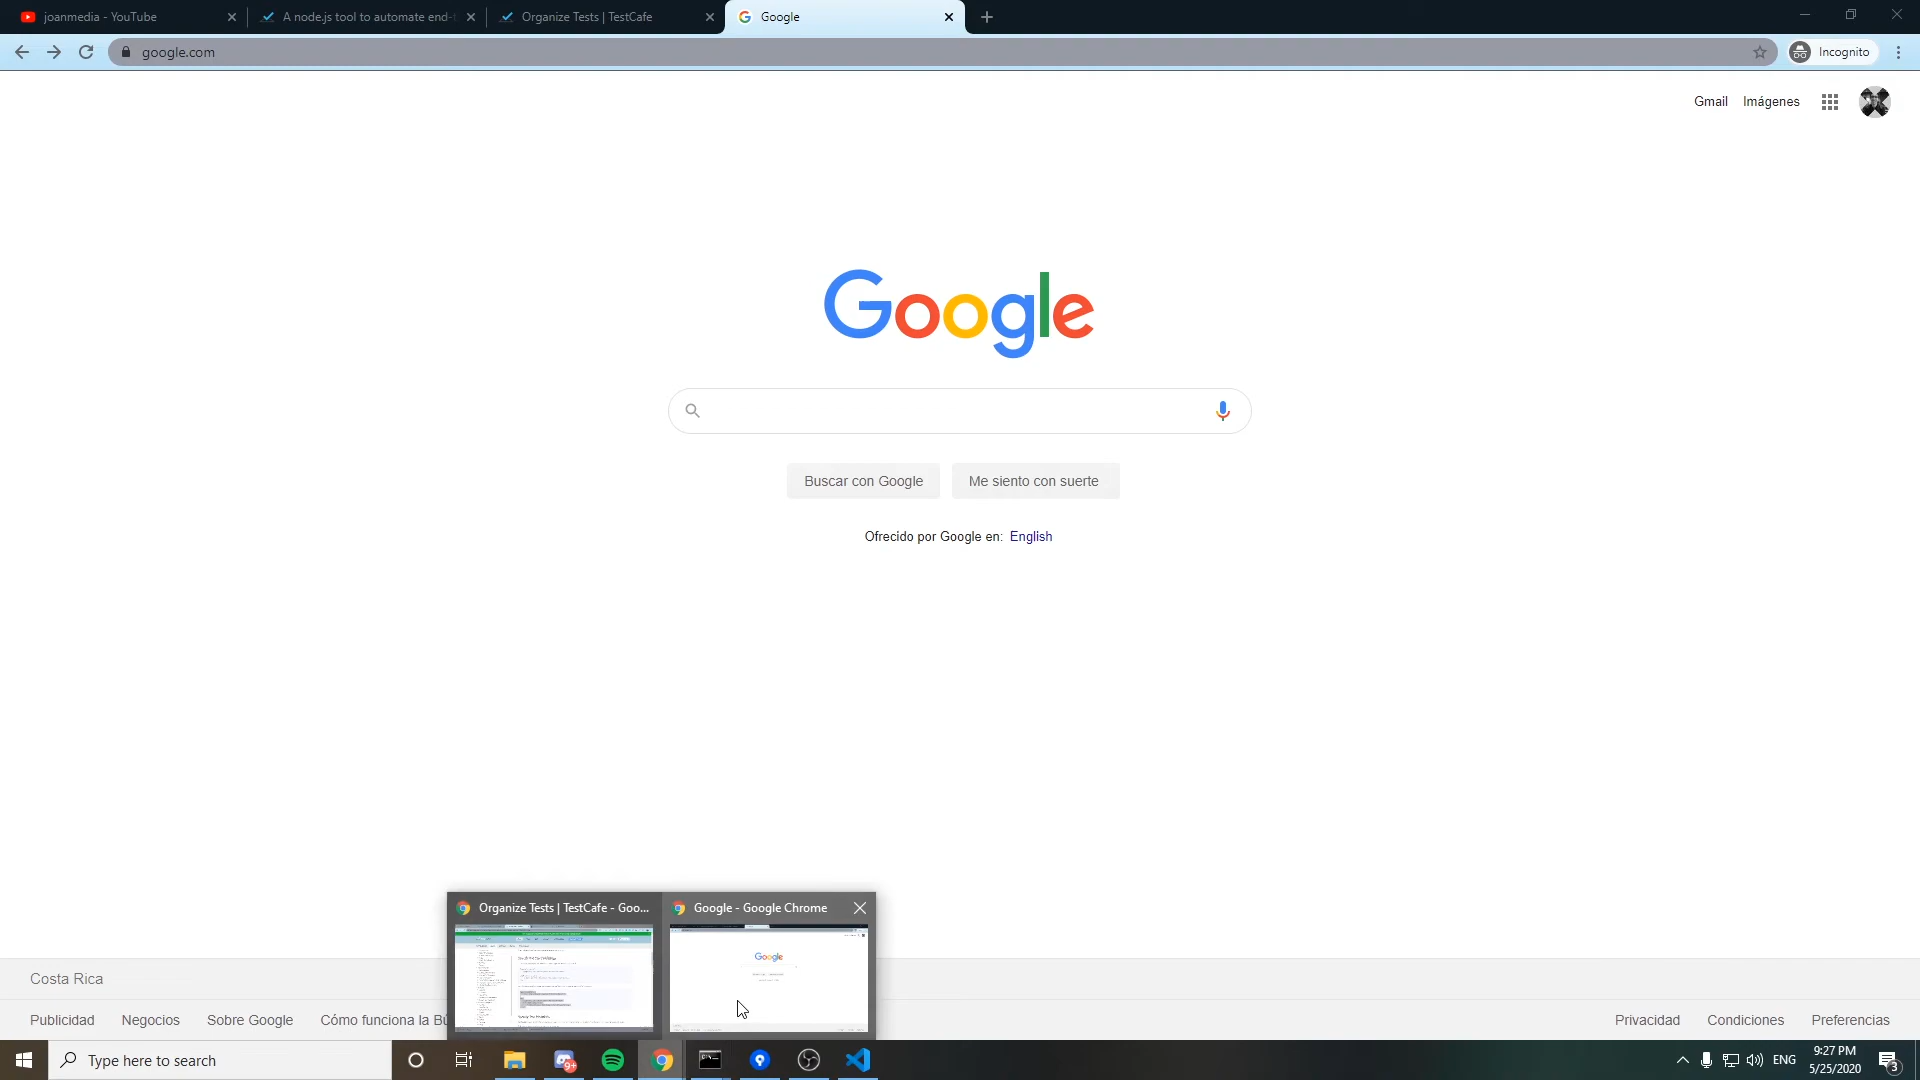 joanmedia - YouTube
A node.js tool to automate end-
Organize Tests | TestCafe
Google
google.com
Incognito
Gmail Imágenes
Google
Buscar con Google Me siento con suerte
Ofrecido por Google en: English
Organize Tests | TestCafe - Goo...
Google - Google Chrome
Google
Costa Rica
Publicidad Negocios Sobre Google Cómo funciona la Bú
Privacidad Condiciones Preferencias
Type here to search
9+
ENG
9:27 PM
5/25/2020
3